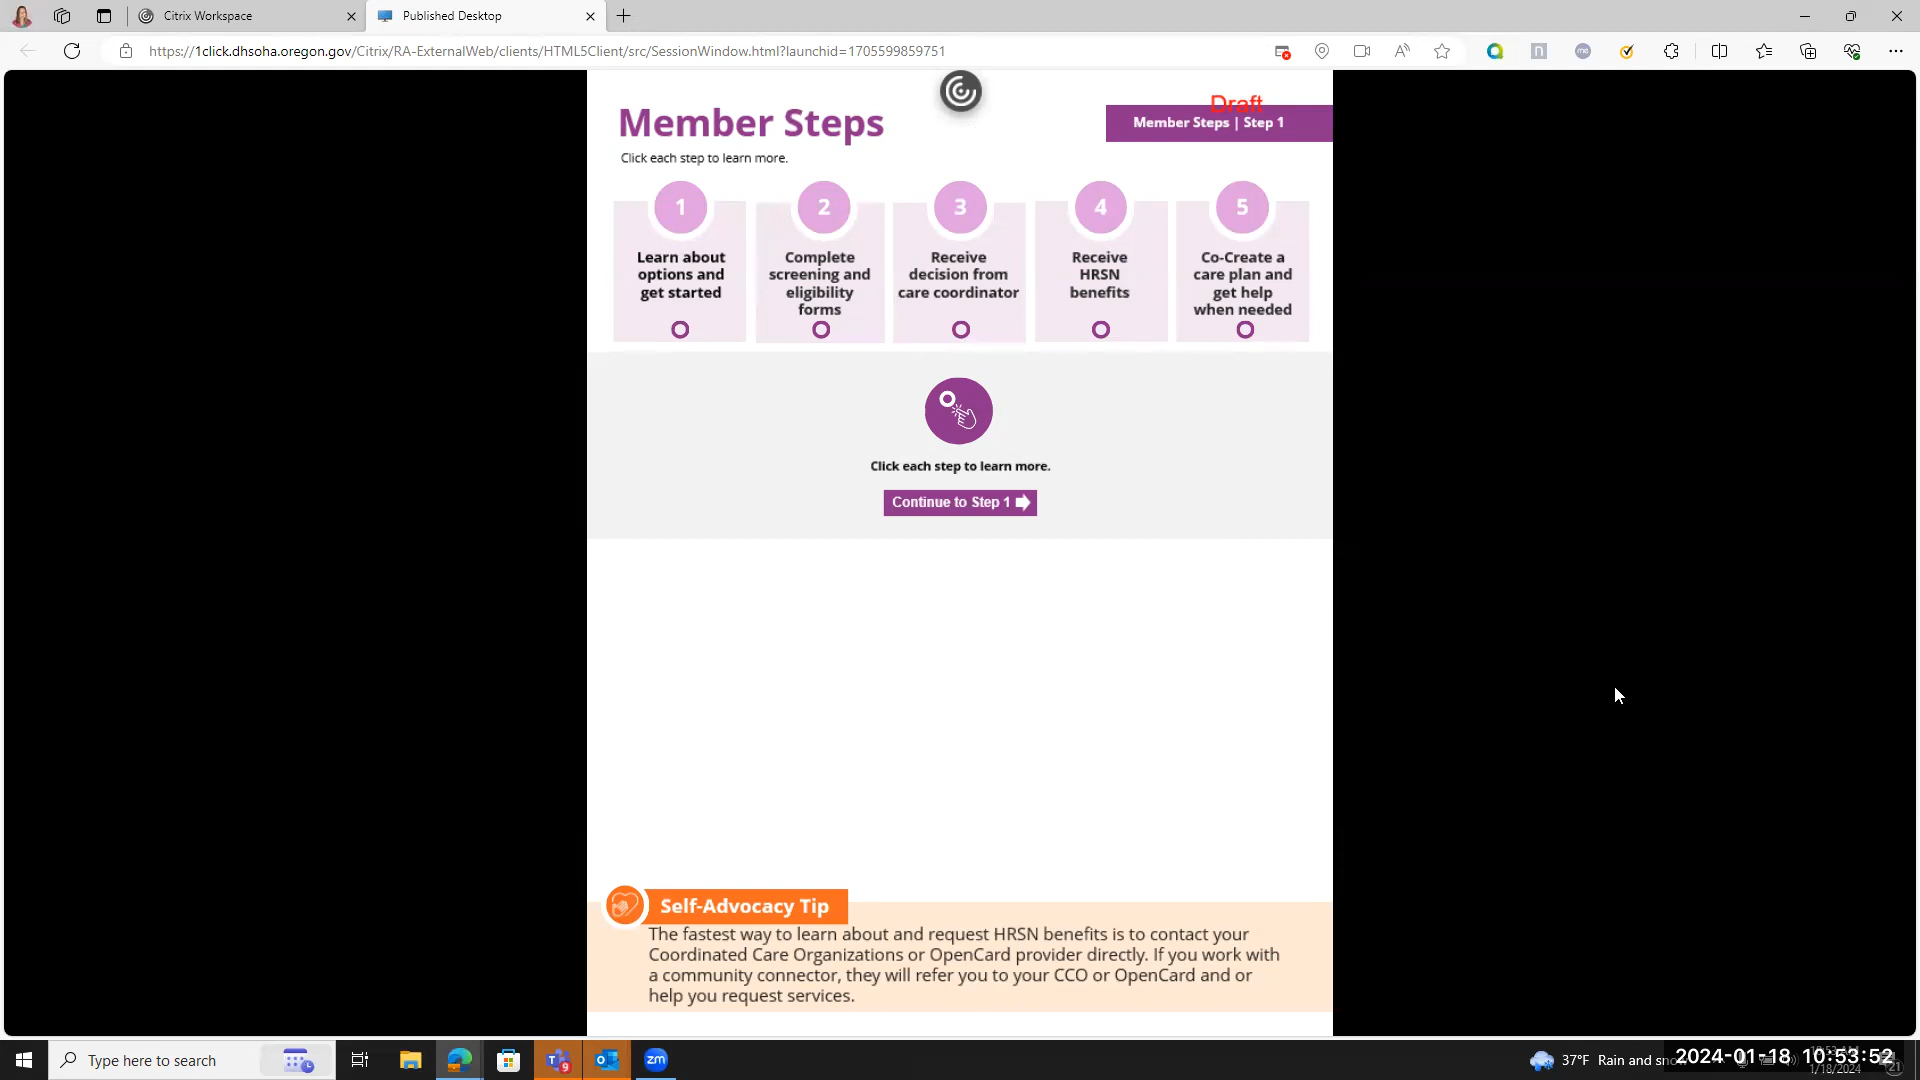 Citrix Workspace
Published Desktop
https://1click.dhsoha.oregon.gov/Citrix/RA-ExternalWeb/clients/HTML5Client/src/SessionWindow.html?launchid=1705599859751
Draft
Member Steps
Member Steps | Step 1
Click each step to learn more.
1
2
3
4
5
Learn about
options and
get started
Complete
screening and
eligibility
forms
Receive
decision from
care coordinator
Receive
HRSN
benefits
Co-Create a
care plan and
get help
when needed
Click each step to learn more.
Continue to Step 1
Self-Advocacy Tip
The fastest way to learn about and request HRSN benefits is to contact your
Coordinated Care Organizations or OpenCard provider directly. If you work with
a community connector, they will refer you to your CCO or OpenCard and or
help you request services.
Type here to search
zm
37°F Rain and sno
2024-01-18 10:53:52
1/18/2024
21